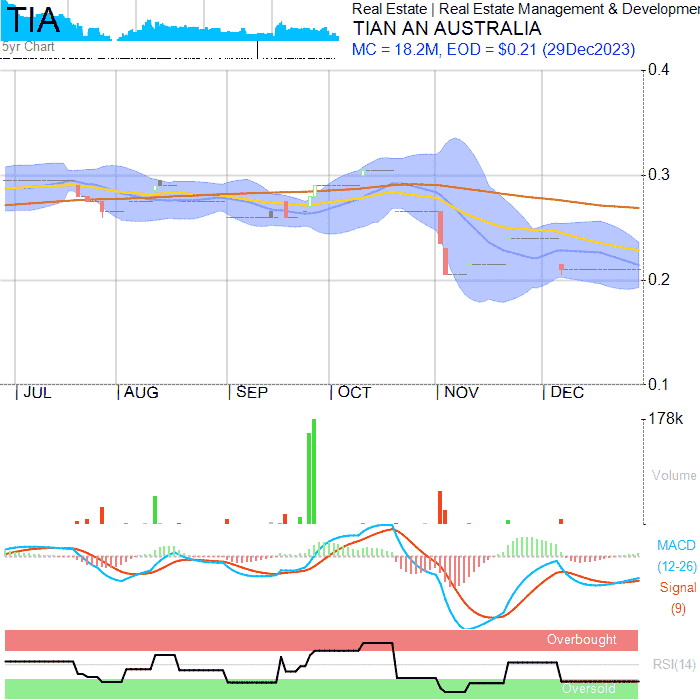 TIA
Real Estate | Real Estate Management & Developmen
TIAN AN AUSTRALIA
5yr Chart
MC = 18.2M, EOD = $0.21 (29Dec2023)
0.4
0.3
0.2
0.1
| JUL | AUG | SEP | OCT | NOV | DEC
178k
Volume
MACD
(12-26)
Signal
(9)
Overbought
RSI(14)
Oversold